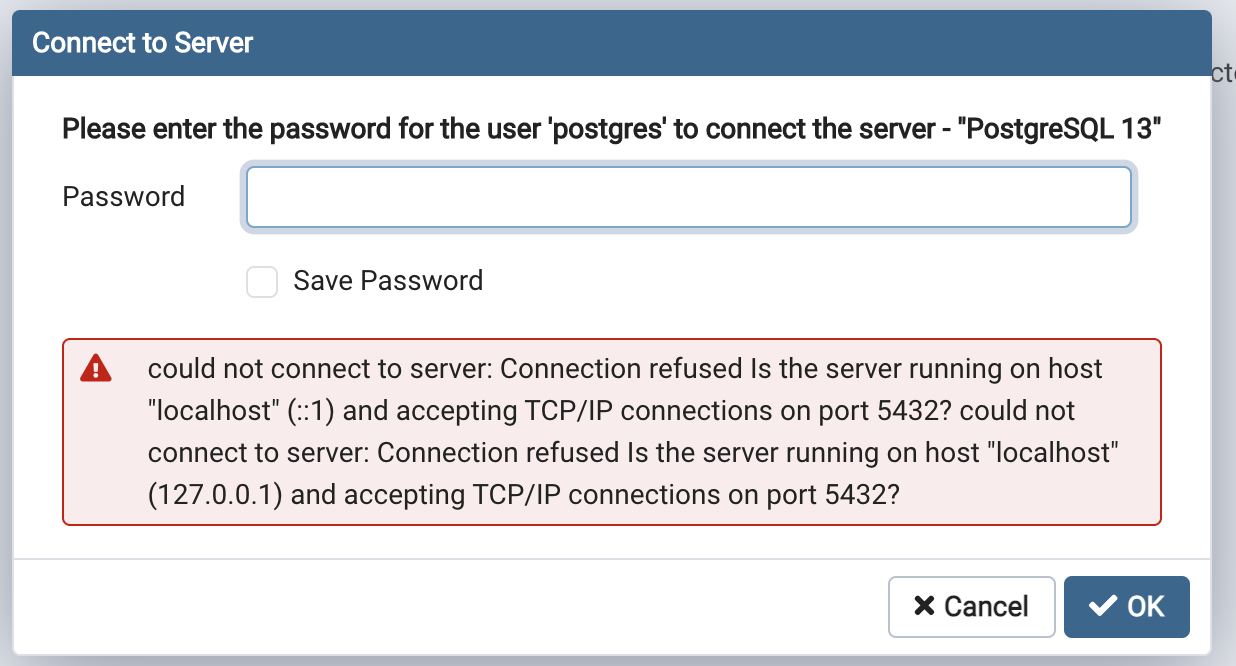 Connect to Server
Please enter the password for the user 'postgres' to connect the server - "PostgreSQL 13"
Password
Save Password
could not connect to server: Connection refused Is the server running on host
"localhost" (::1) and accepting TCP/IP connections on port 5432? could not
connect to server: Connection refused Is the server running on host "localhost"
(127.0.0.1) and accepting TCP/IP connections on port 5432?
Cancel
OK